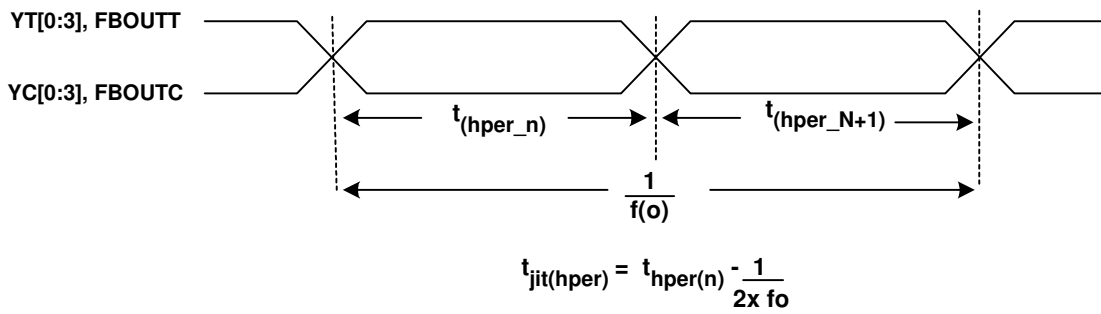 YT[0:3], FBOUTT
YC[0:3], FBOUTC
t(hper_n)
t(hper_N+1)
1
f(o)
tjit(hper) = thper(n) - 1
2x fo